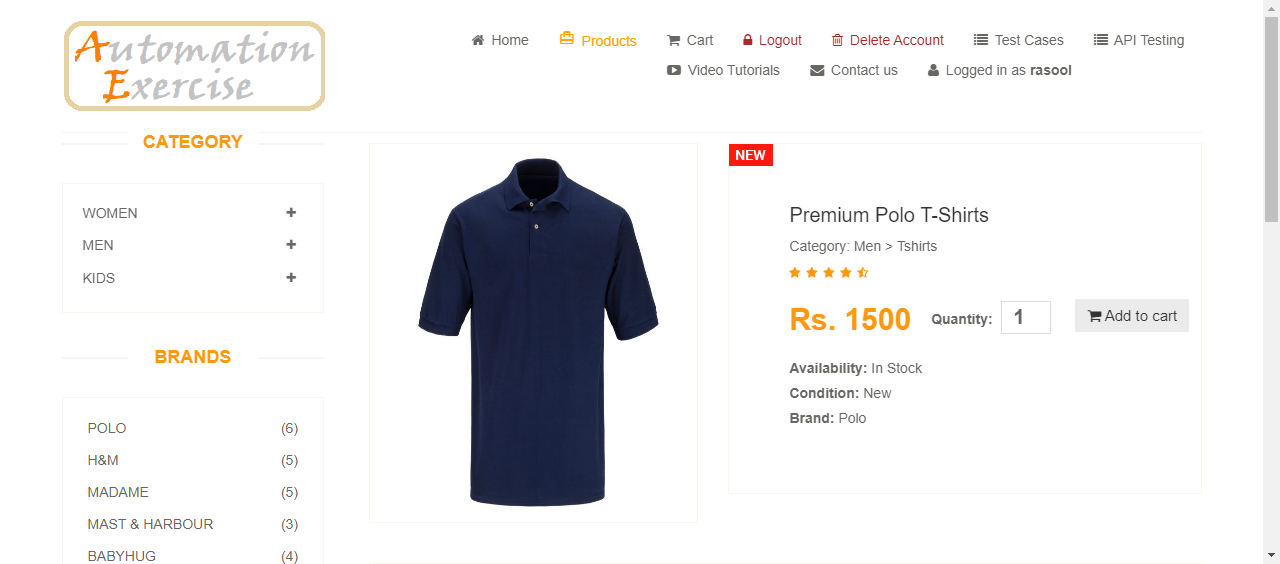 Automation
Exercise
Home Products Cart Logout Delete Account Test Cases API Testing
Video Tutorials Contact us Logged in as rasool
CATEGORY
WOMEN
MEN
KIDS
BRANDS
POLO (6)
H&M (5)
MADAME (5)
MAST & HARBOUR (3)
BABYHUG (4)
NEW
Premium Polo T-Shirts
Category: Men > Tshirts
Rs. 1500 Quantity: 1 Add to cart
Availability: In Stock
Condition: New
Brand: Polo